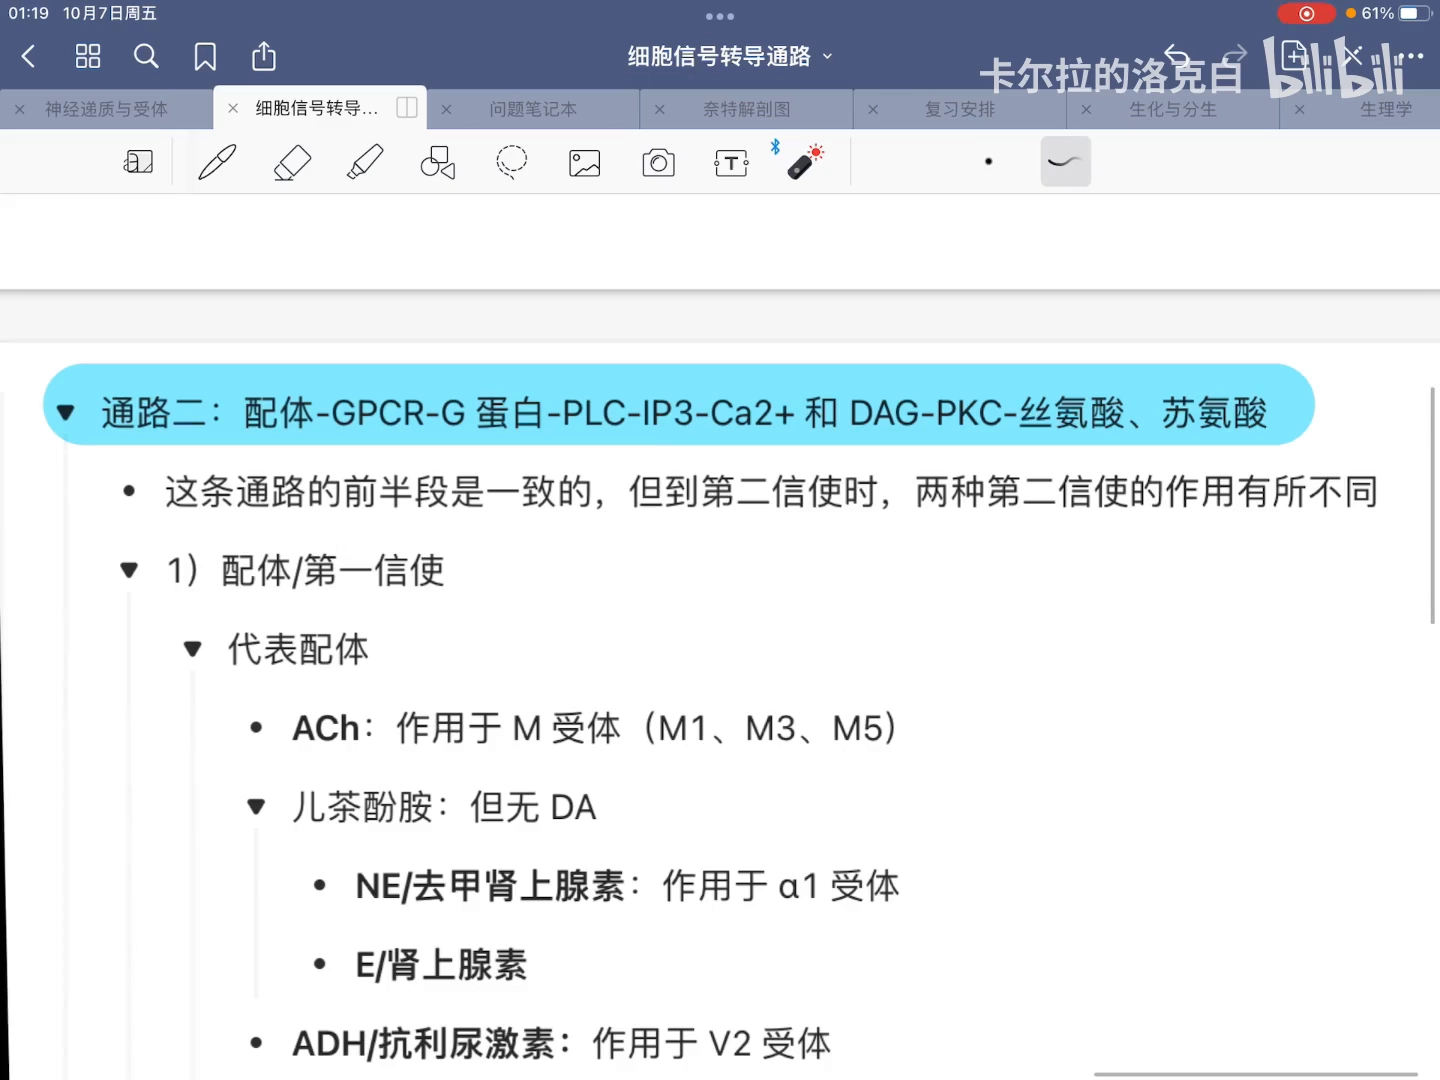 01:19 10月7日周五
61%
细胞信号转导通路
卡尔拉的洛克白 bilibili
神经递质与受体
细胞信号转导...
问题笔记本
奈特解剖图
复习安排
生化与分生
生理学
a
T
通路二：配体-GPCR-G 蛋白-PLC-IP3-Ca2+ 和 DAG-PKC-丝氨酸、苏氨酸
这条通路的前半段是一致的，但到第二信使时，两种第二信使的作用有所不同
1）配体/第一信使
代表配体
ACh：作用于 M 受体（M1、M3、M5）
儿茶酚胺：但无 DA
NE/去甲肾上腺素：作用于 α1 受体
E/肾上腺素
ADH/抗利尿激素：作用于 V2 受体